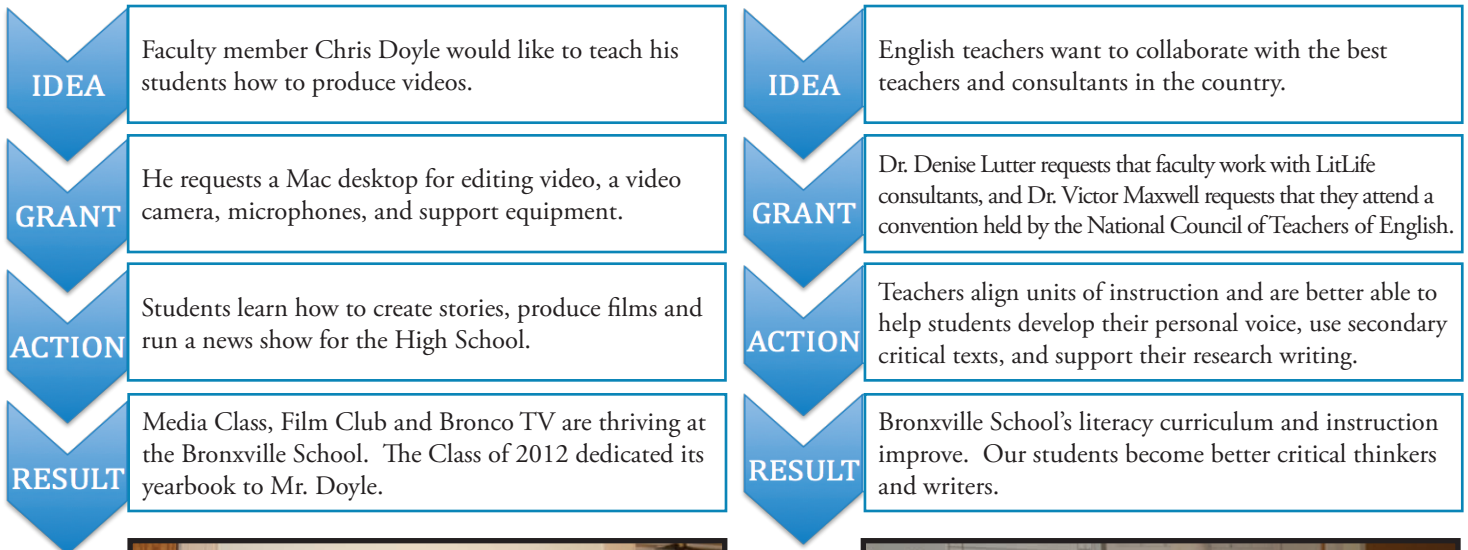 IDEA
Faculty member Chris Doyle would like to teach his
students how to produce videos.
GRANT
He requests a Mac desktop for editing video, a video
camera, microphones, and support equipment.
ACTION
Students learn how to create stories, produce films and
run a news show for the High School.
RESULT
Media Class, Film Club and Bronco TV are thriving at
the Bronxville School.  The Class of 2012 dedicated its
yearbook to Mr. Doyle.
IDEA
English teachers want to collaborate with the best
teachers and consultants in the country.
GRANT
Dr. Denise Lutter requests that faculty work with LitLife
consultants, and Dr. Victor Maxwell requests that they attend a
convention held by the National Council of Teachers of English.
ACTION
Teachers align units of instruction and are better able to
help students develop their personal voice, use secondary
critical texts, and support their research writing.
RESULT
Bronxville School’s literacy curriculum and instruction
improve.  Our students become better critical thinkers
and writers.